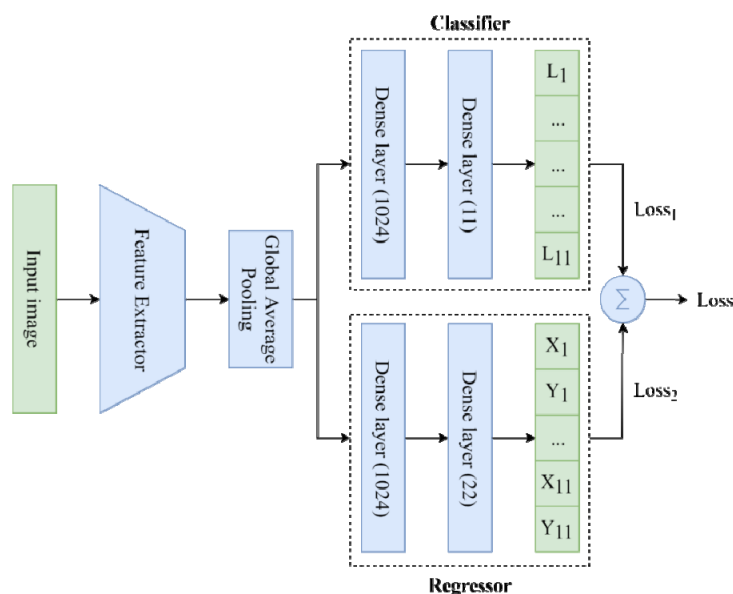 Classifier
Input image
Feature Extractor
Global Average
Pooling
Dense layer (1024)
Dense layer (11)
L1
...
...
...
L11
Loss1
Σ
Loss
Dense layer (1024)
Dense layer (22)
X1
Y1
...
X11
Y11
Loss2
Regressor